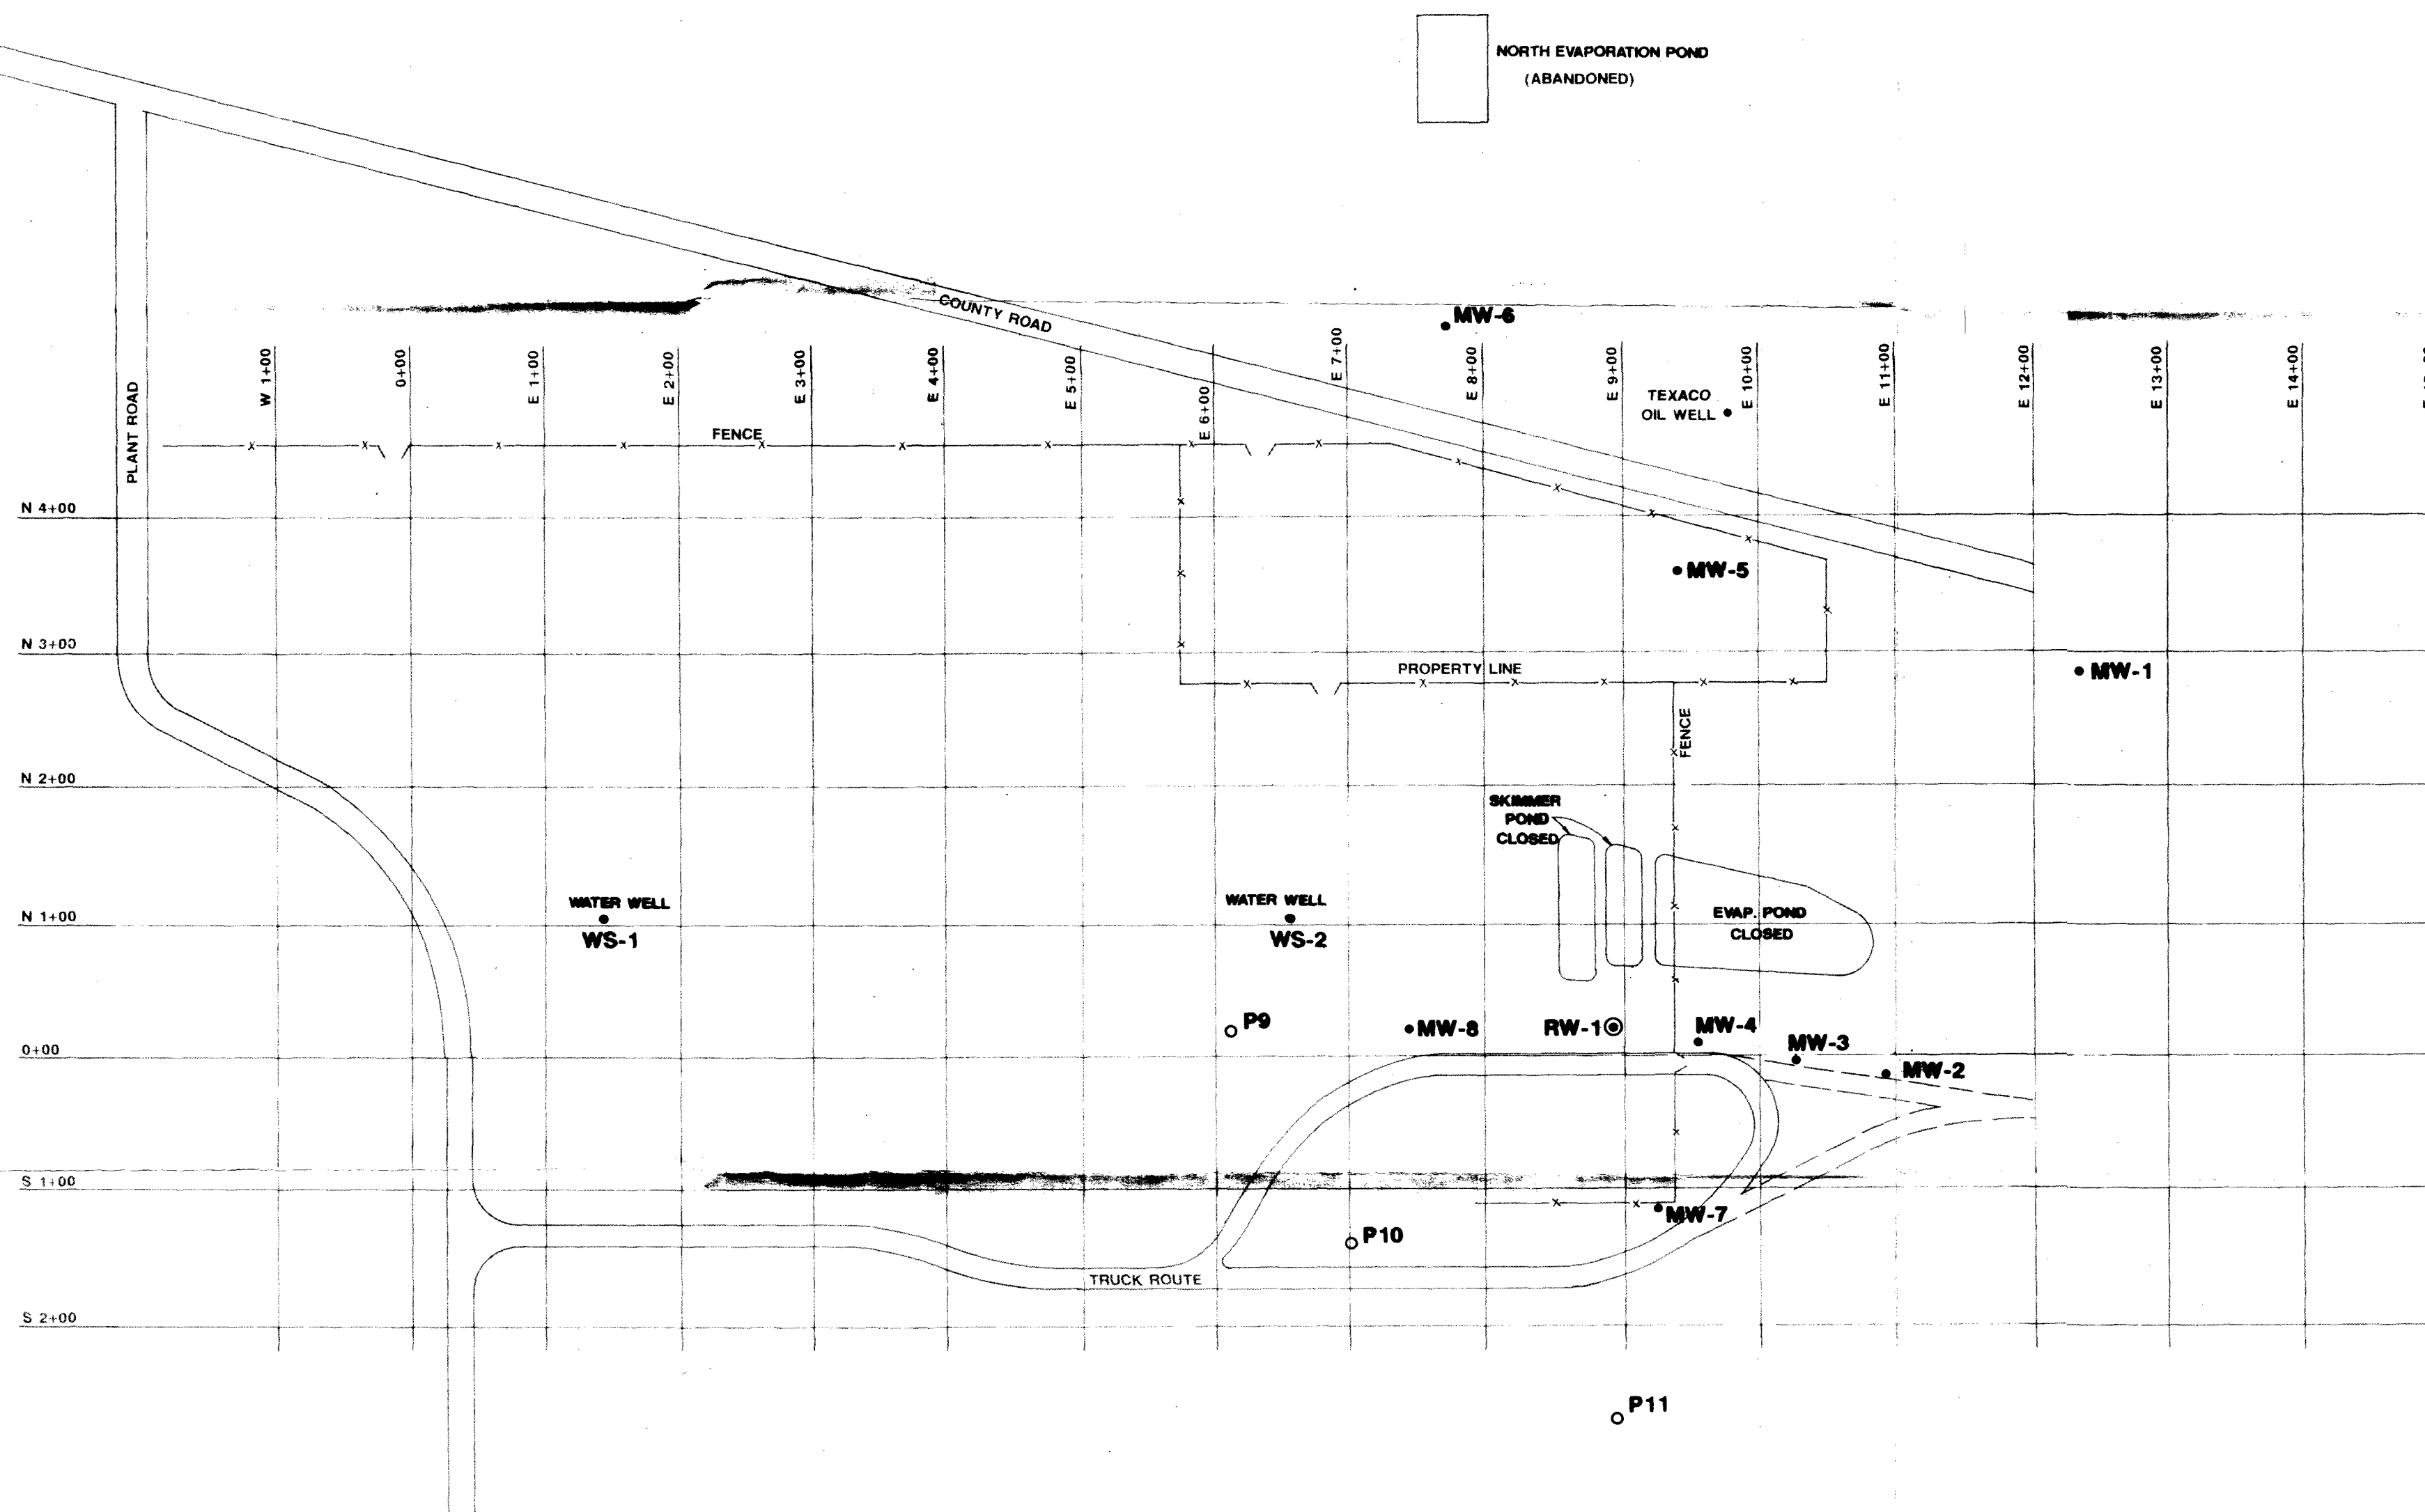 NORTH EVAPORATION POND
(ABANDONED)
COUNTY ROAD
MW-6
PLANT ROAD
W 1+00
0+00
E 1+00
E 2+00
E 3+00
E 4+00
E 5+00
E 6+00
E 7+00
E 8+00
E 9+00
E 10+00
E 11+00
E 12+00
E 13+00
E 14+00
TEXACO
OIL WELL
FENCE
N 4+00
MW-5
N 3+00
PROPERTY LINE
MW-1
FENCE
N 2+00
SKIMMER
POND
CLOSED
WATER WELL
WS-1
WATER WELL
WS-2
N 1+00
EVAP. POND
CLOSED
P9
MW-8
RW-1
MW-4
MW-3
MW-2
0+00
S 1+00
MW-7
P10
TRUCK ROUTE
S 2+00
P11